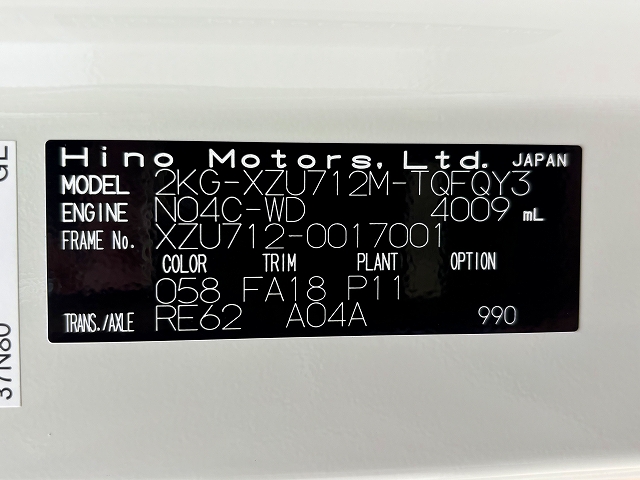 Hino Motors, Ltd. JAPAN
MODEL 2KG-XZU712M-TQFQY3
ENGINE N04C-WD 4009 mL
FRAME No. XZU712-0017001
COLOR TRIM PLANT OPTION
058 FA18 P11
TRANS./AXLE RE62 A04A 990
37N80